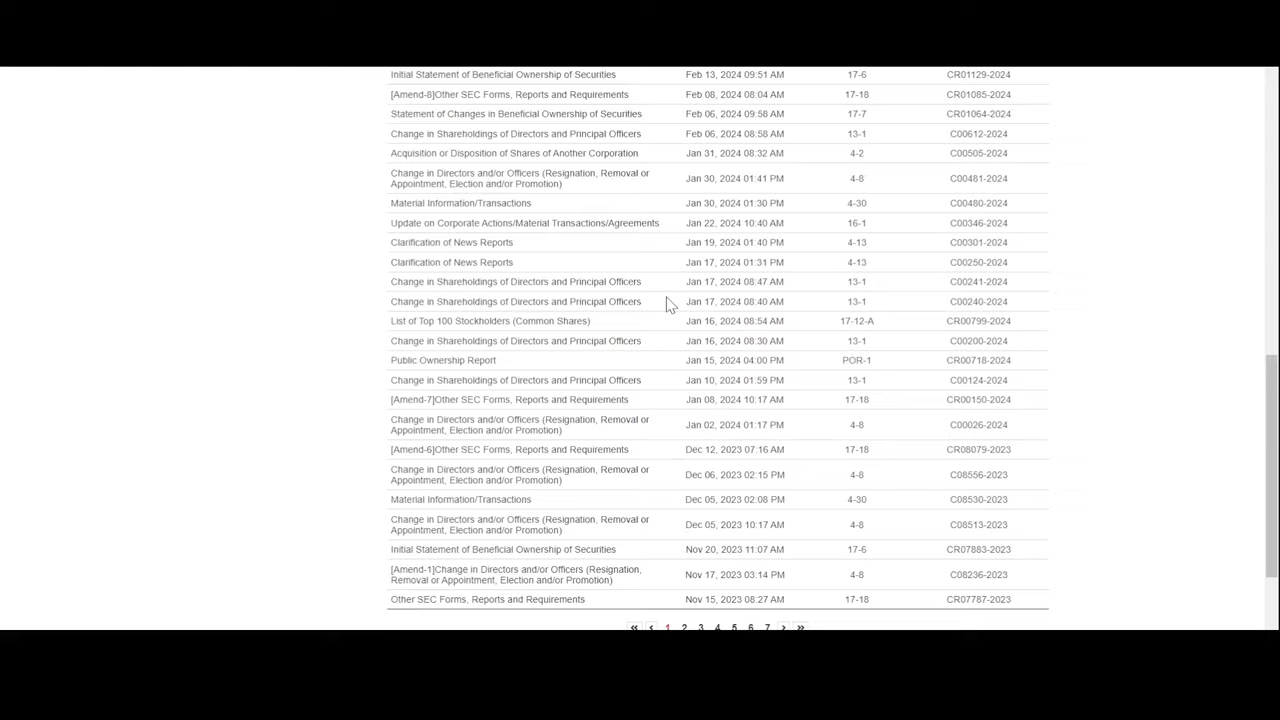 Initial Statement of Beneficial Ownership of Securities Feb 13, 2024 09:51 AM 17-6 CR01129-2024
[Amend-8]Other SEC Forms, Reports and Requirements Feb 08, 2024 08:04 AM 17-18 CR01085-2024
Statement of Changes in Beneficial Ownership of Securities Feb 06, 2024 09:58 AM 17-7 CR01064-2024
Change in Shareholdings of Directors and Principal Officers Feb 06, 2024 08:58 AM 13-1 C00612-2024
Acquisition or Disposition of Shares of Another Corporation Jan 31, 2024 08:32 AM 4-2 C00505-2024
Change in Directors and/or Officers (Resignation, Removal or
Appointment, Election and/or Promotion) Jan 30, 2024 01:41 PM 4-8 C00481-2024
Material Information/Transactions Jan 30, 2024 01:30 PM 4-30 C00480-2024
Update on Corporate Actions/Material Transactions/Agreements Jan 22, 2024 10:40 AM 16-1 C00346-2024
Clarification of News Reports Jan 19, 2024 01:40 PM 4-13 C00301-2024
Clarification of News Reports Jan 17, 2024 01:31 PM 4-13 C00250-2024
Change in Shareholdings of Directors and Principal Officers Jan 17, 2024 08:47 AM 13-1 C00241-2024
Change in Shareholdings of Directors and Principal Officers Jan 17, 2024 08:40 AM 13-1 C00240-2024
List of Top 100 Stockholders (Common Shares) Jan 16, 2024 08:54 AM 17-12-A CR00799-2024
Change in Shareholdings of Directors and Principal Officers Jan 16, 2024 08:30 AM 13-1 C00200-2024
Public Ownership Report Jan 15, 2024 04:00 PM POR-1 CR00718-2024
Change in Shareholdings of Directors and Principal Officers Jan 10, 2024 01:59 PM 13-1 C00124-2024
[Amend-7]Other SEC Forms, Reports and Requirements Jan 08, 2024 10:17 AM 17-18 CR00150-2024
Change in Directors and/or Officers (Resignation, Removal or
Appointment, Election and/or Promotion) Jan 02, 2024 01:17 PM 4-8 C00026-2024
[Amend-6]Other SEC Forms, Reports and Requirements Dec 12, 2023 07:16 AM 17-18 CR08079-2023
Change in Directors and/or Officers (Resignation, Removal or
Appointment, Election and/or Promotion) Dec 06, 2023 02:15 PM 4-8 C08556-2023
Material Information/Transactions Dec 05, 2023 02:08 PM 4-30 C08530-2023
Change in Directors and/or Officers (Resignation, Removal or
Appointment, Election and/or Promotion) Dec 05, 2023 10:17 AM 4-8 C08513-2023
Initial Statement of Beneficial Ownership of Securities Nov 20, 2023 11:07 AM 17-6 CR07883-2023
[Amend-1]Change in Directors and/or Officers (Resignation,
Removal or Appointment, Election and/or Promotion) Nov 17, 2023 03:14 PM 4-8 C08236-2023
Other SEC Forms, Reports and Requirements Nov 15, 2023 08:27 AM 17-18 CR07787-2023
« ‹ 1 2 3 4 5 6 7 › »